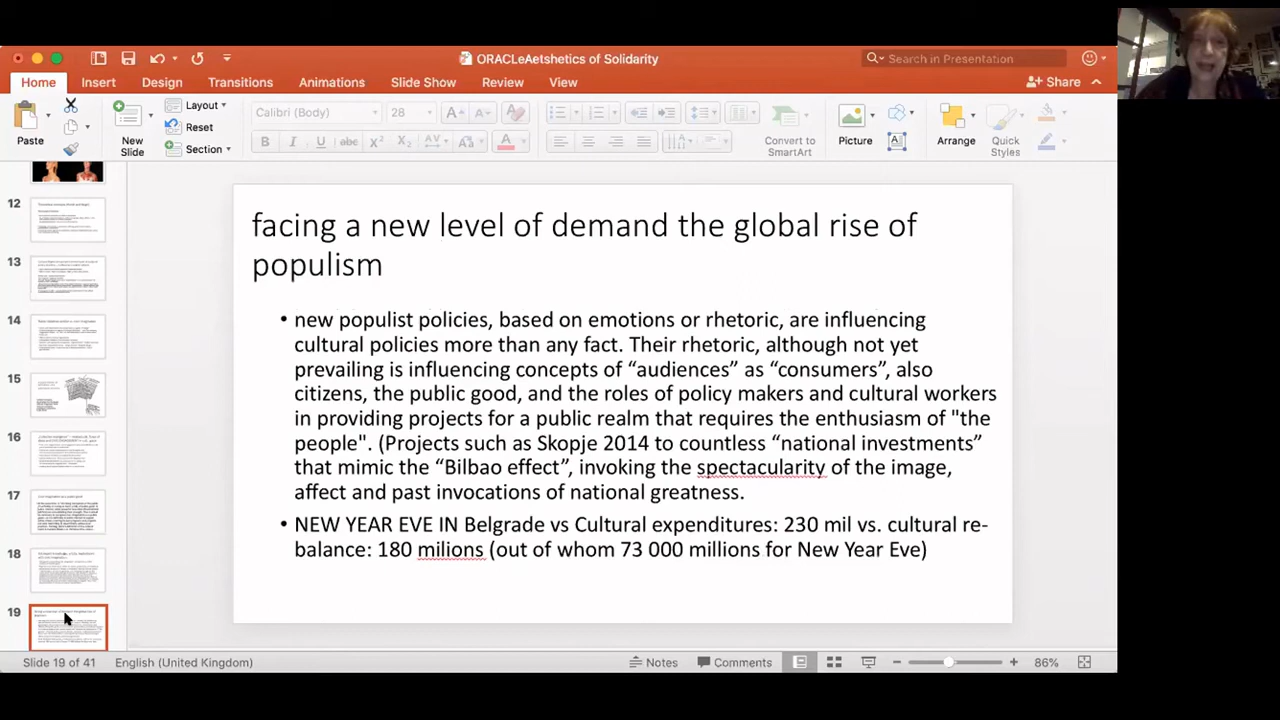 ORACLeAetshetics of Solidarity
Search in Presentation
Home Insert Design Transitions Animations Slide Show Review View
Share
Paste
New
Slide
Layout
Reset
Section
Calibri (Body)
28
Convert to
SmartArt
Picture
Arrange
Quick
Styles
12
13
14
15
16
17
18
19
facing a new level of demand the global rise of
populism
• new populist policies based on emotions or rhetoric, are influencing
cultural policies more than any fact. Their rhetoric, although not yet
prevailing is influencing concepts of “audiences” as “consumers”, also
citizens, the public good, and the roles of policy makers and cultural workers
in providing projects for a public realm that requires the enthusiasm of "the
people". (Projects such as Skopje 2014 to countless “national investments”
that mimic the “Bilbao effect”, invoking the spectacularity of the image,
affect and past invocations of national greatness.
• NEW YEAR EVE IN Belgrade vs Cultural expenditures: 230 mil vs. cultural re-
balance: 180 milions (out of whom 73 000 millions for New Year Eve)
Slide 19 of 41 English (United Kingdom) Notes Comments 86%